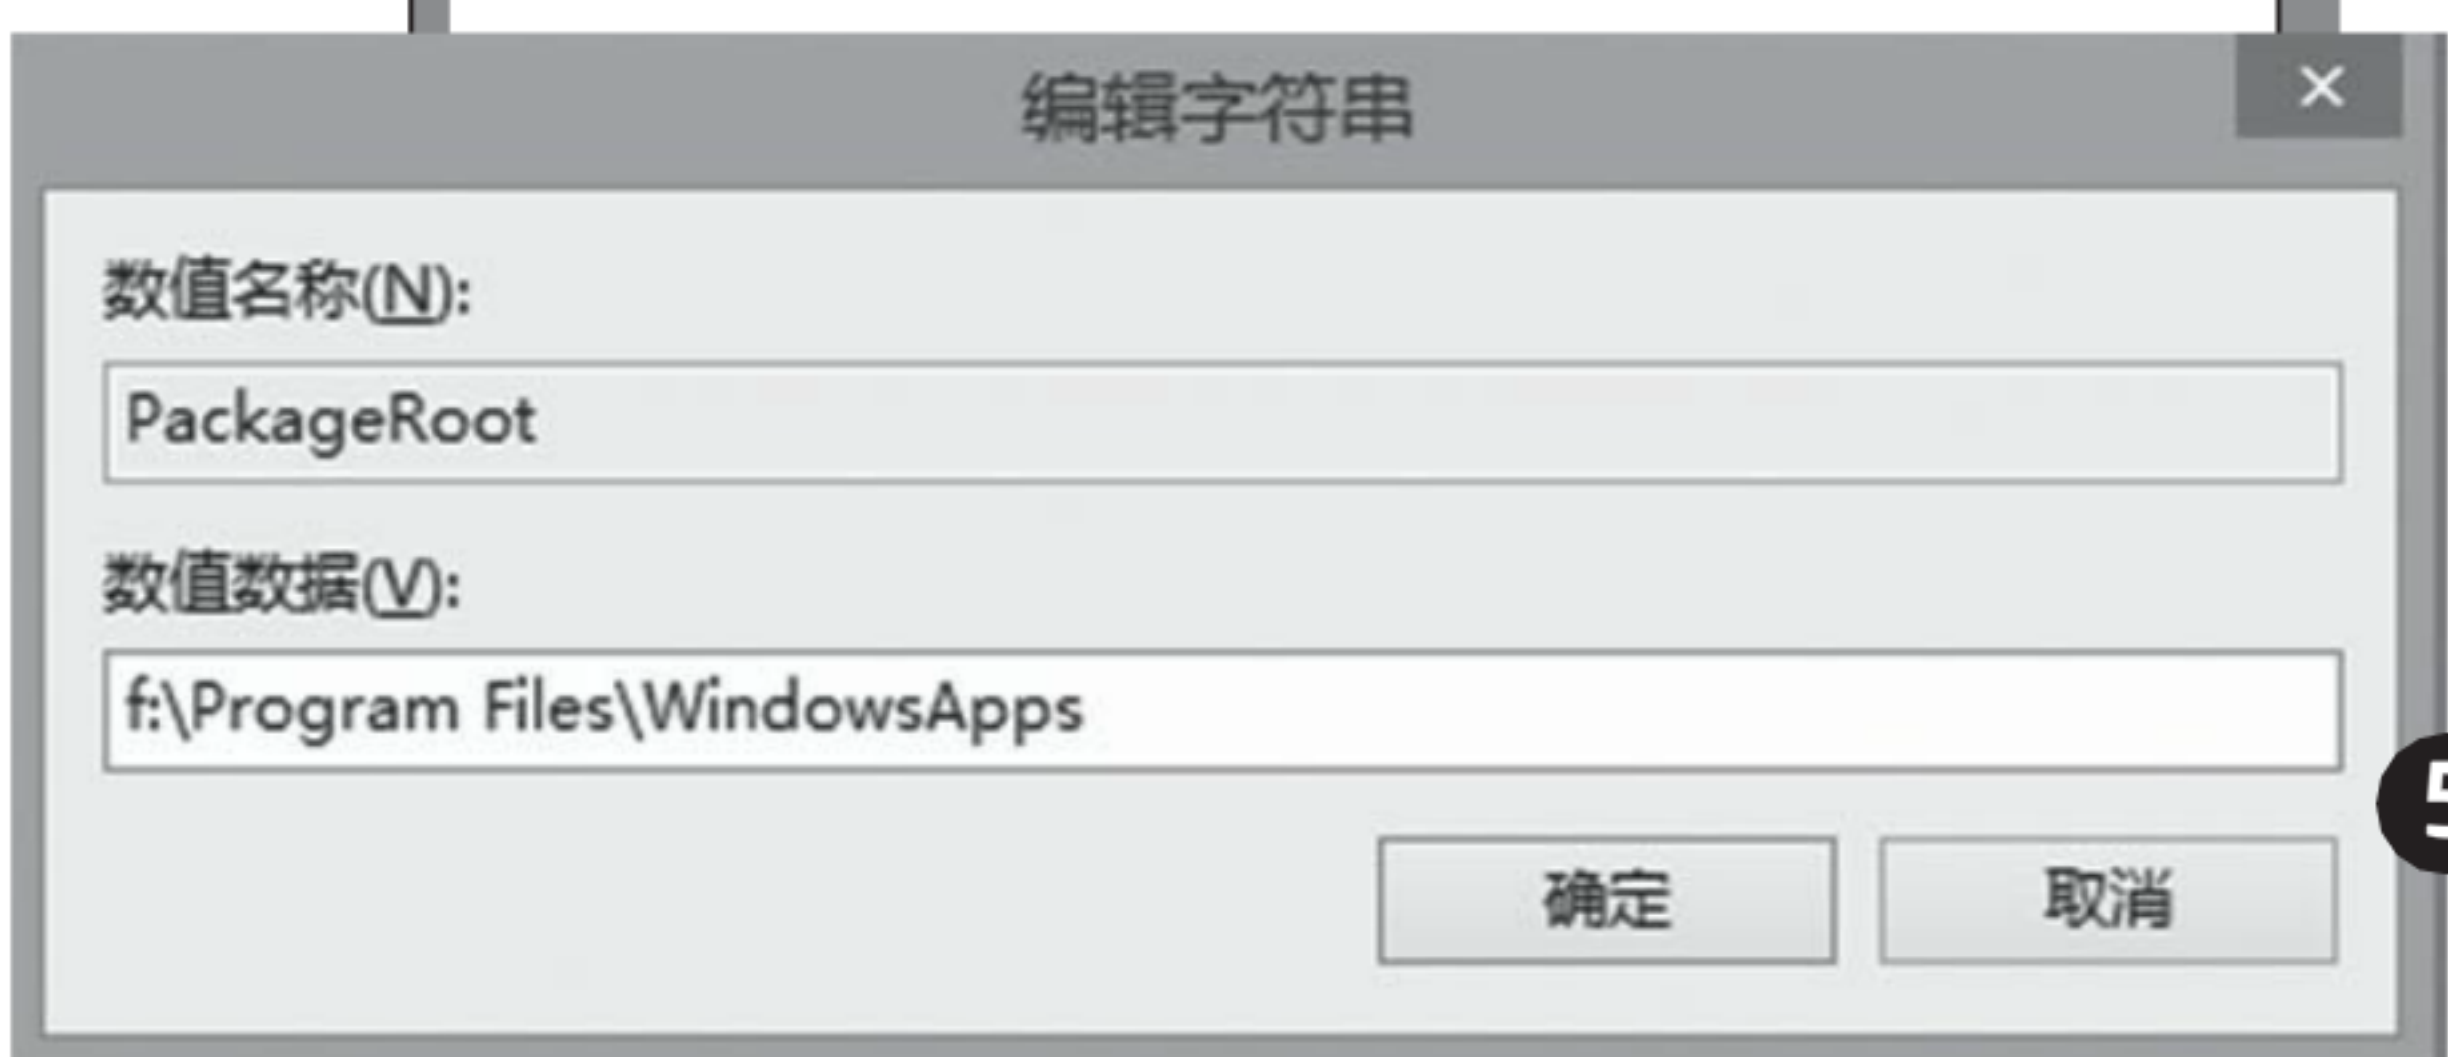 编辑字符串
数值名称(N):
PackageRoot
数值数据(V):
f:\Program Files\WindowsApps
5
确定 取消